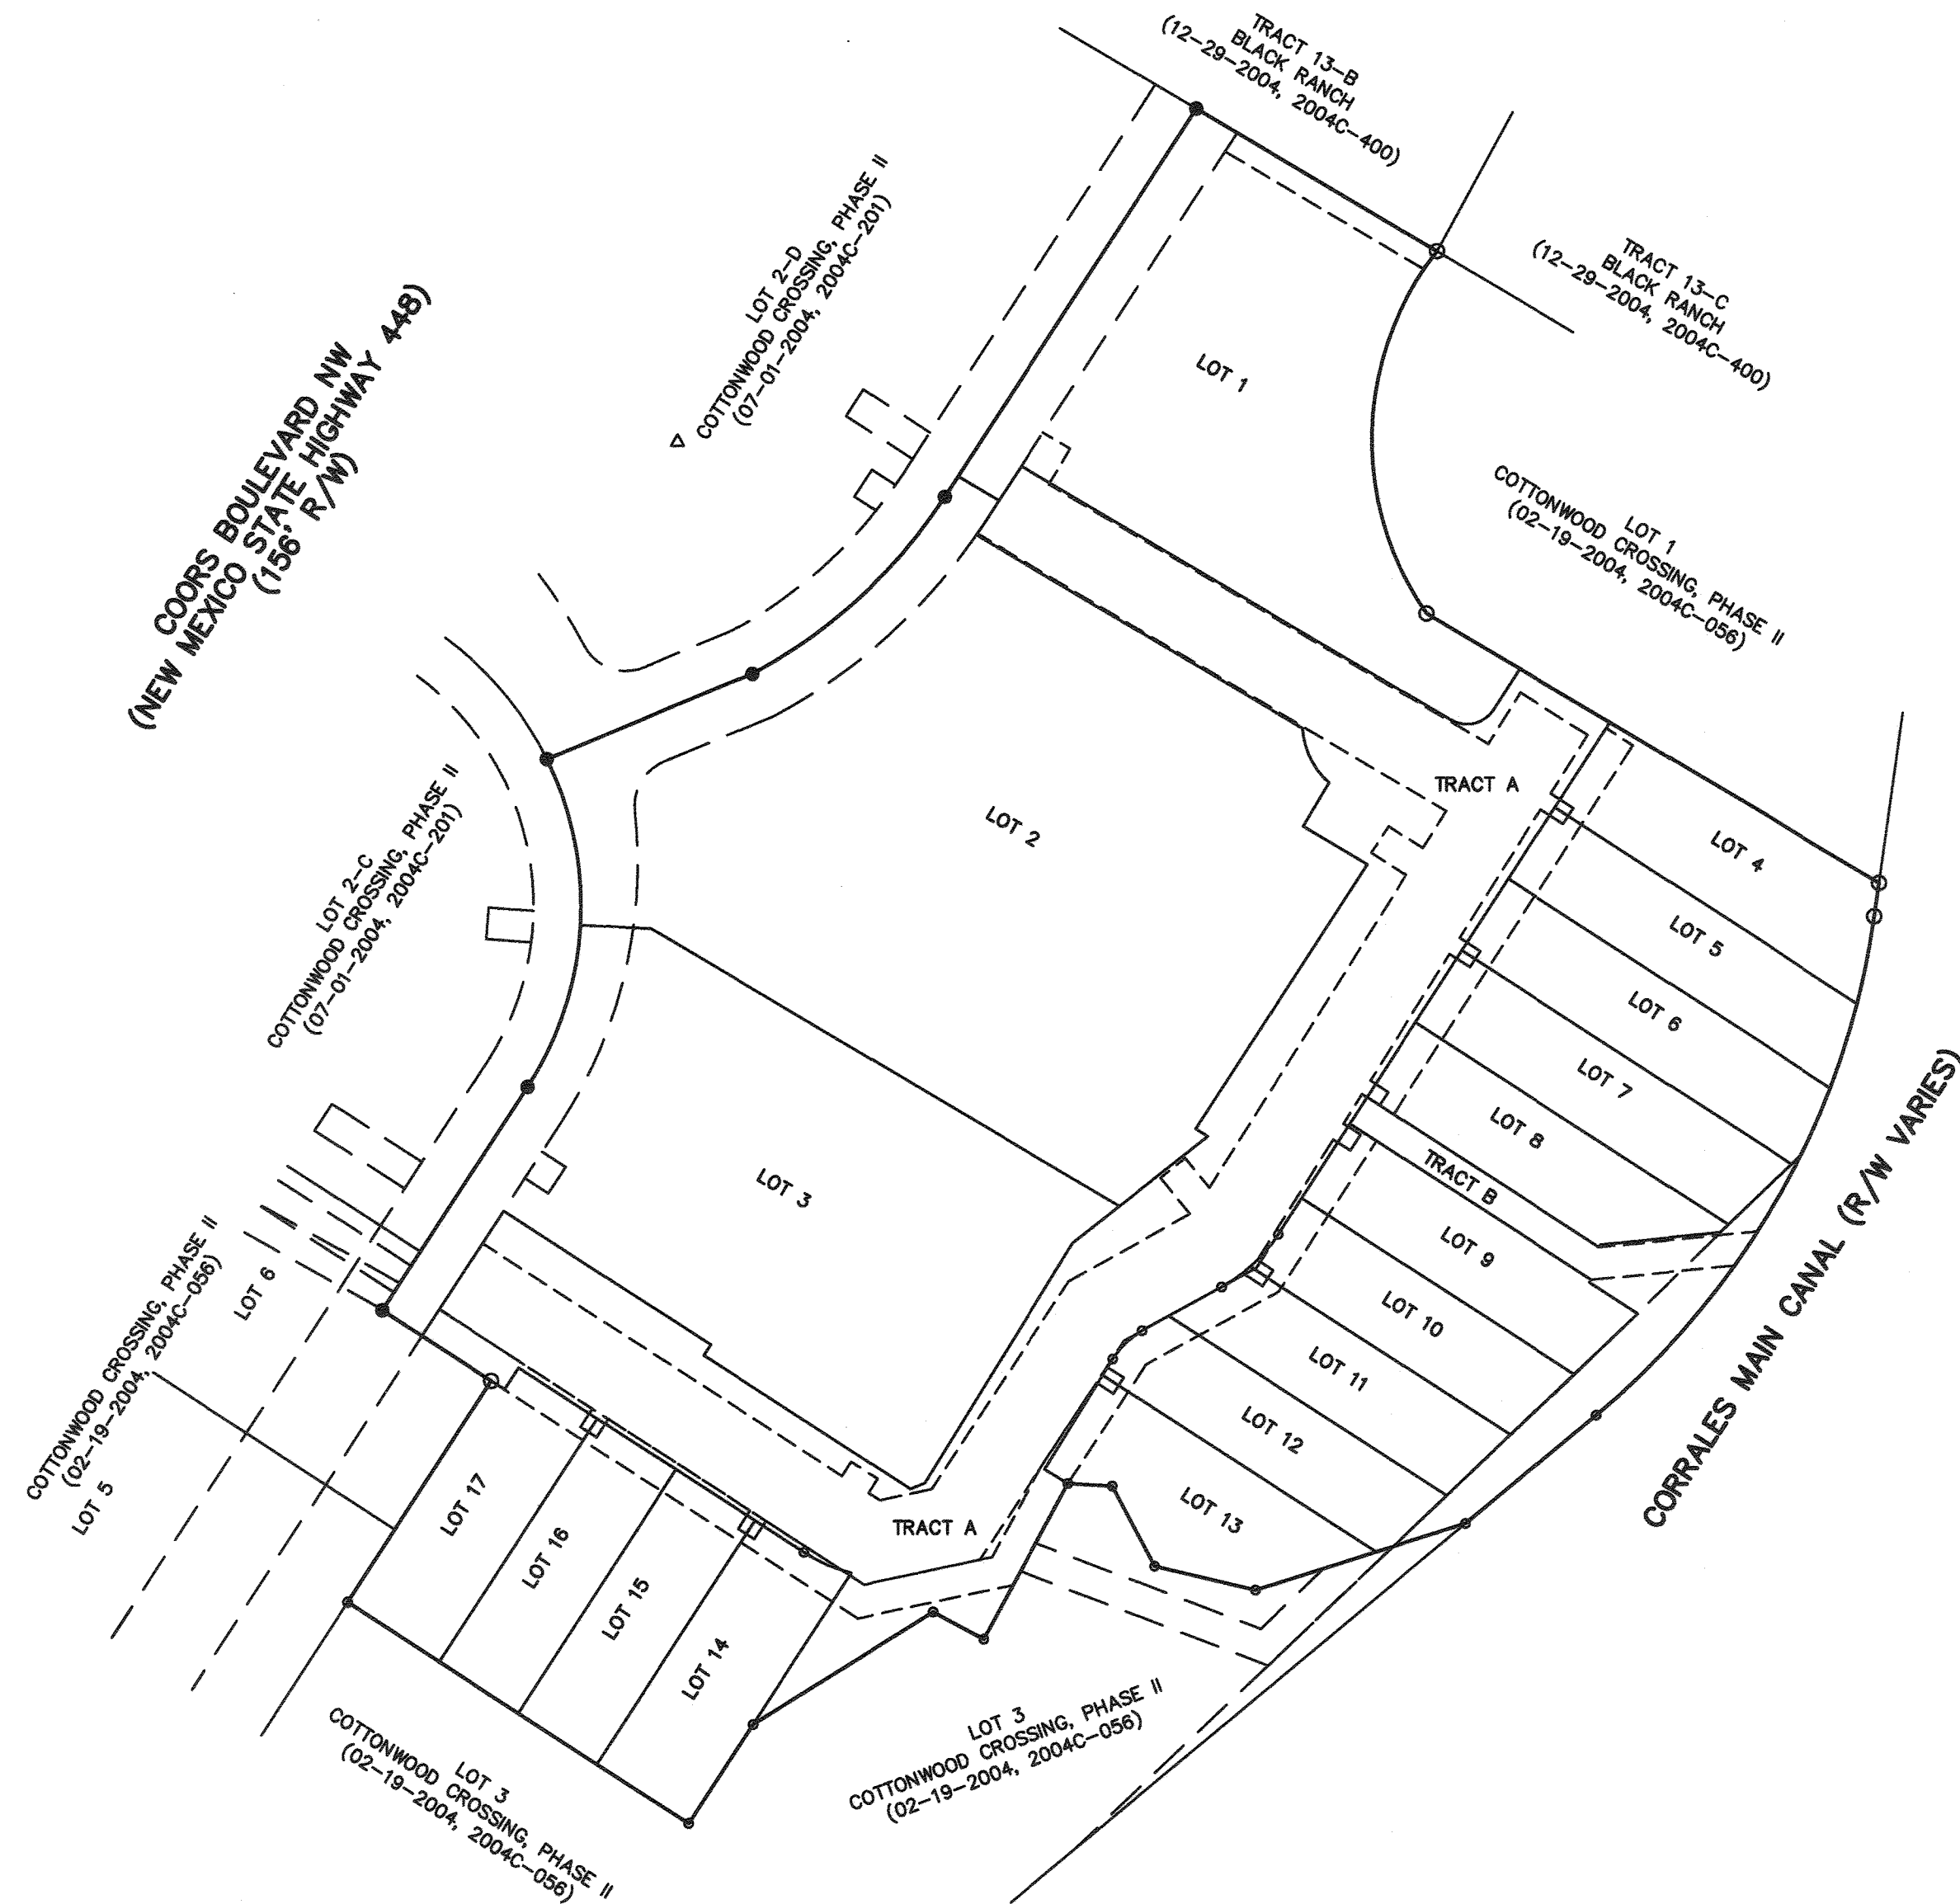 TRACT 13-B
BLACK RANCH
(12-29-2004, 2004C-400)
TRACT 13-C
BLACK RANCH
(12-29-2004, 2004C-400)
LOT 2-D
COTTONWOOD CROSSING, PHASE II
(07-01-2004, 2004C-201)
COORS BOULEVARD NW
(NEW MEXICO STATE HIGHWAY 448)
(156' R/W)
LOT 1
LOT 1
COTTONWOOD CROSSING, PHASE II
(02-19-2004, 2004C-056)
TRACT A
LOT 2
LOT 4
LOT 2-C
COTTONWOOD CROSSING, PHASE II
(07-01-2004, 2004C-201)
LOT 5
LOT 6
LOT 7
LOT 8
TRACT B
LOT 3
LOT 9
LOT 10
LOT 11
LOT 12
LOT 13
CORRALES MAIN CANAL (R/W VARIES)
LOT 6
COTTONWOOD CROSSING, PHASE II
(02-19-2004, 2004C-056)
LOT 5
LOT 17
LOT 16
LOT 15
LOT 14
TRACT A
LOT 3
COTTONWOOD CROSSING, PHASE II
(02-19-2004, 2004C-056)
LOT 3
COTTONWOOD CROSSING, PHASE II
(02-19-2004, 2004C-056)